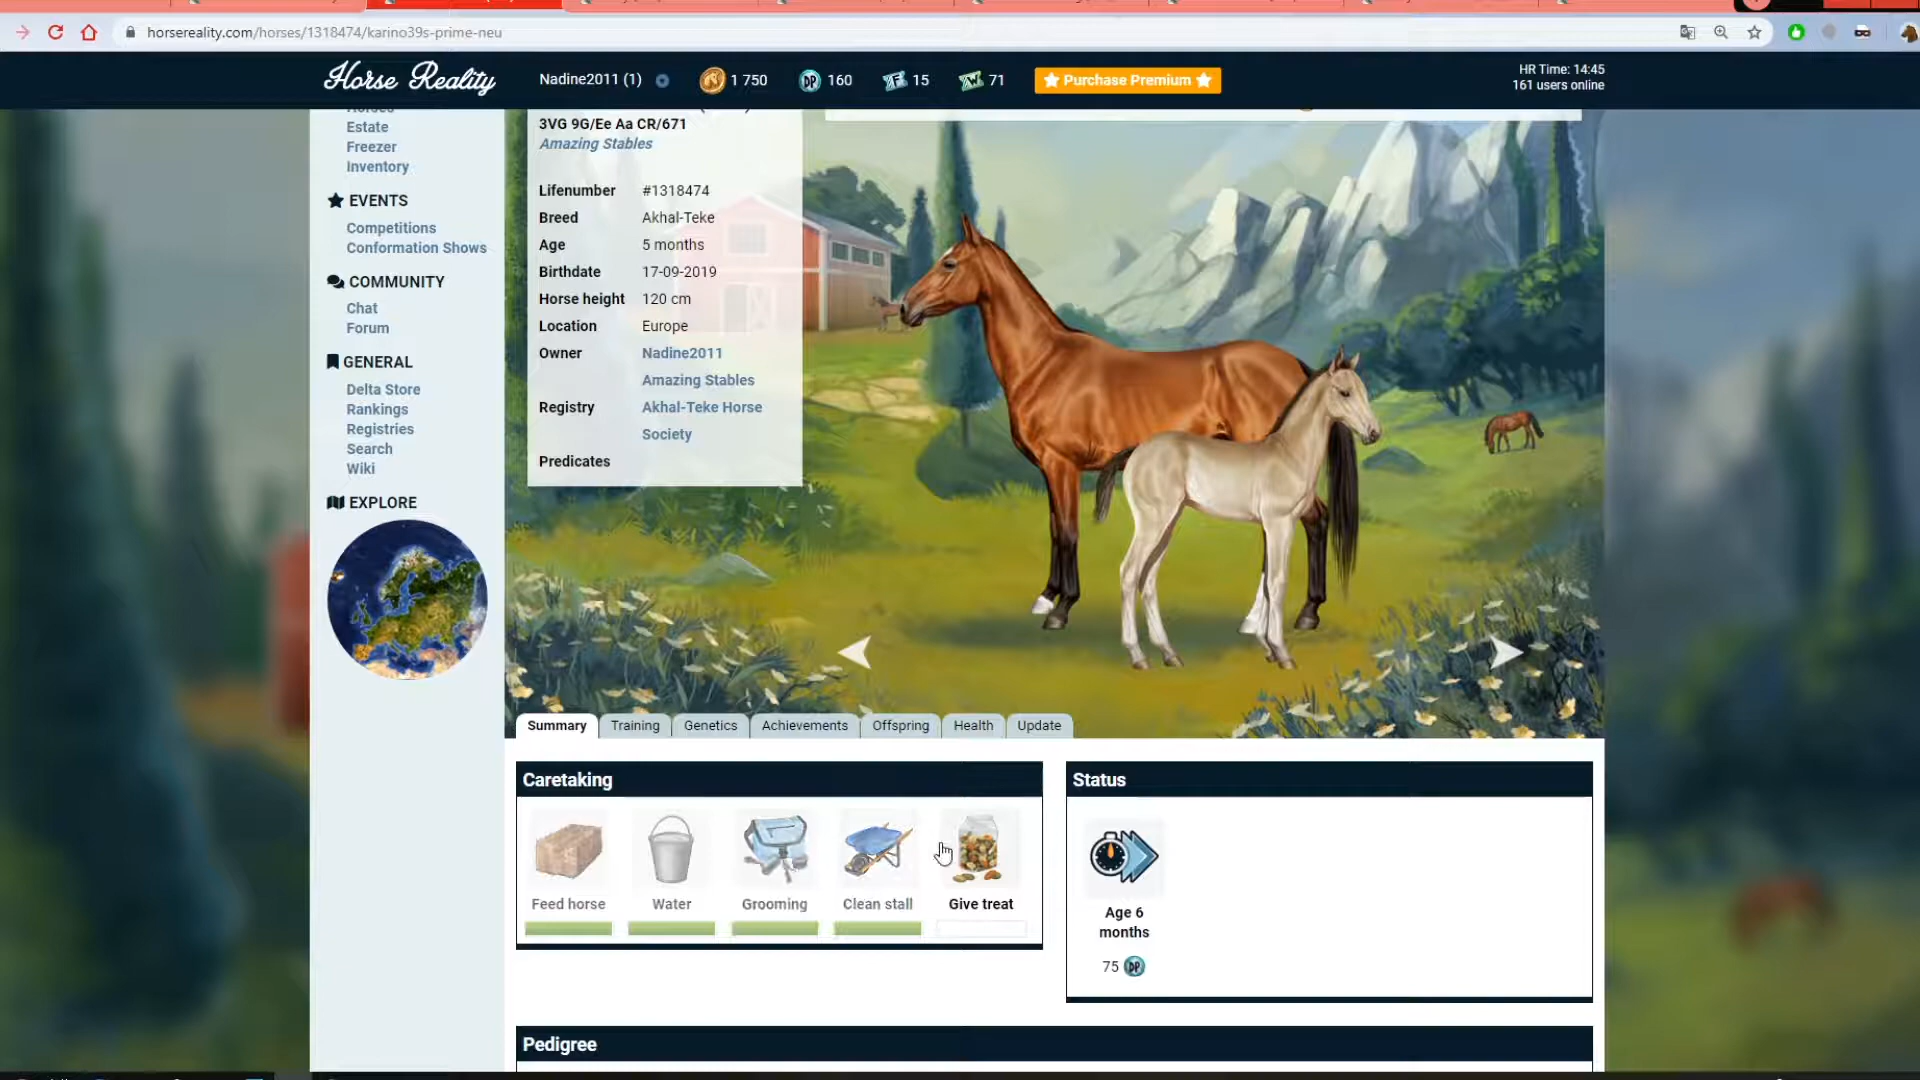 horsereality.com/horses/1318474/karino39s-prime-neu
Horse Reality
Nadine2011 (1)
1 750
DP
160
F
15
W
71
Purchase Premium
HR Time: 14:45
161 users online
Horses
Estate
Freezer
Inventory
EVENTS
Competitions
Conformation Shows
COMMUNITY
Chat
Forum
GENERAL
Delta Store
Rankings
Registries
Search
Wiki
EXPLORE
3VG 9G/Ee Aa CR/671
Amazing Stables
Lifenumber #1318474
Breed Akhal-Teke
Age 5 months
Birthdate 17-09-2019
Horse height 120 cm
Location Europe
Owner Nadine2011
Amazing Stables
Registry Akhal-Teke Horse
Society
Predicates
Summary Training Genetics Achievements Offspring Health Update
Caretaking
Feed horse Water Grooming Clean stall Give treat
Status
Age 6
months
75 DP
Pedigree